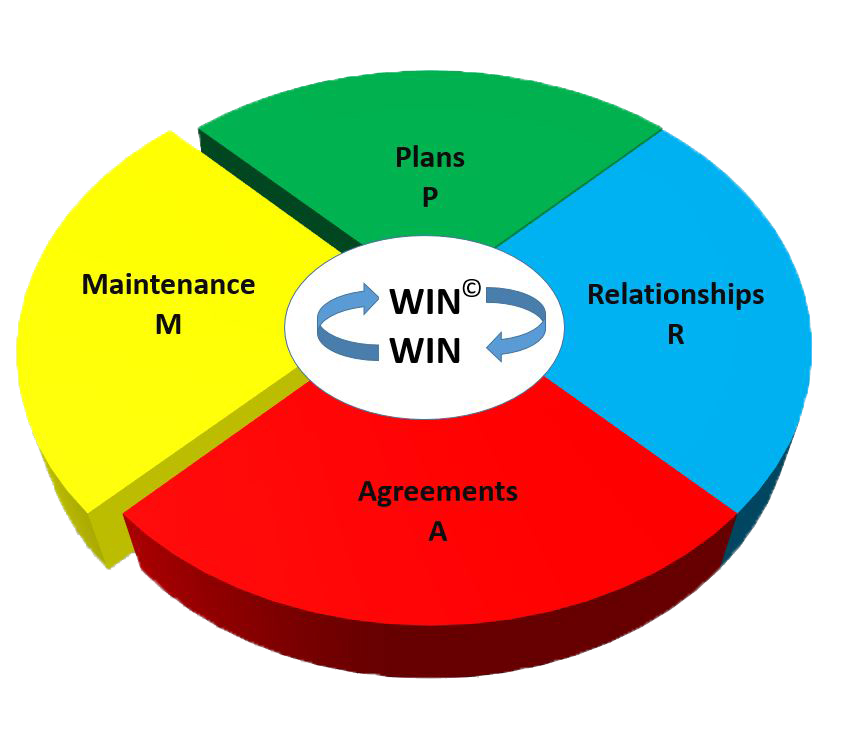 Plans
P
Maintenance
M
Relationships
R
WIN©
WIN
Agreements
A